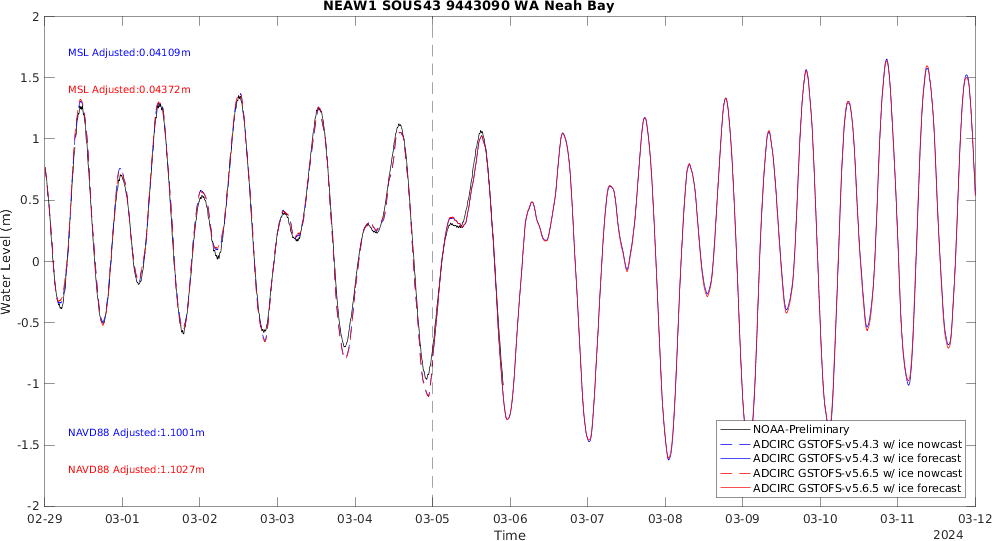 NEAW1 SOUS43 9443090 WA Neah Bay
2
1.5
1
0.5
0
-0.5
-1
-1.5
-2
Water Level (m)
MSL Adjusted:0.04109m
MSL Adjusted:0.04372m
NAVD88 Adjusted:1.1001m
NAVD88 Adjusted:1.1027m
NOAA-Preliminary
ADCIRC GSTOFS-v5.4.3 w/ ice nowcast
ADCIRC GSTOFS-v5.4.3 w/ ice forecast
ADCIRC GSTOFS-v5.6.5 w/ ice nowcast
ADCIRC GSTOFS-v5.6.5 w/ ice forecast
02-29 03-01 03-02 03-03 03-04 03-05 03-06 03-07 03-08 03-09 03-10 03-11 03-12
Time
2024